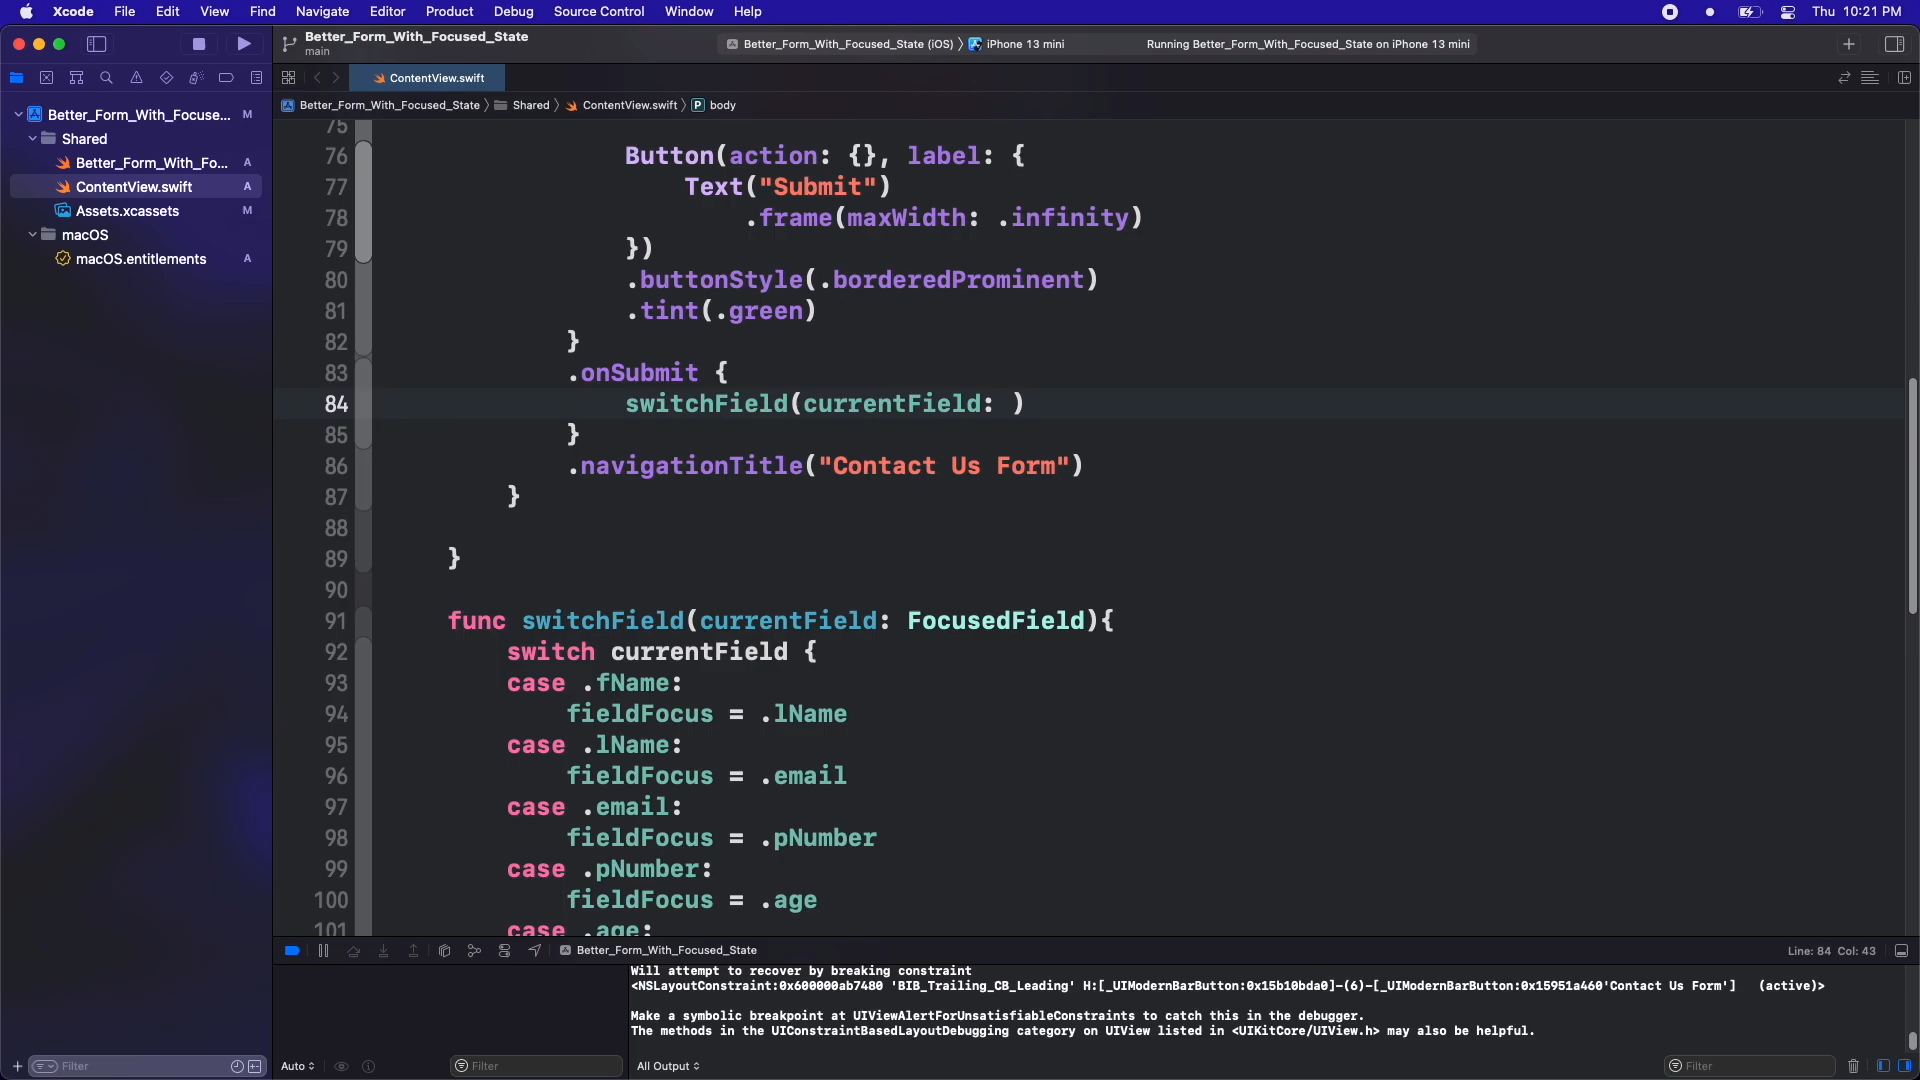 Xcode File Edit View Find Navigate Editor Product Debug Source Control Window Help Thu 10:21 PM
Better_Form_With_Focused_State
main
Better_Form_With_Focused_State (iOS) 〉 iPhone 13 mini
Running Better_Form_With_Focused_State on iPhone 13 mini
ContentView.swift
Better_Form_With_Focused_State 〉 Shared 〉 ContentView.swift 〉 P body
Better_Form_With_Focuse... M
Shared
Better_Form_With_Fo... A
ContentView.swift A
Assets.xcassets M
macOS
macOS.entitlements A
75
76 Button(action: {}, label: {
77 Text("Submit")
78 .frame(maxWidth: .infinity)
79 })
80 .buttonStyle(.borderedProminent)
81 .tint(.green)
82 }
83 .onSubmit {
84 switchField(currentField: )
85 }
86 .navigationTitle("Contact Us Form")
87 }
88
89 }
90
91 func switchField(currentField: FocusedField){
92 switch currentField {
93 case .fName:
94 fieldFocus = .lName
95 case .lName:
96 fieldFocus = .email
97 case .email:
98 fieldFocus = .pNumber
99 case .pNumber:
100 fieldFocus = .age
101 case .age:
Better_Form_With_Focused_State
Line: 84 Col: 43
Will attempt to recover by breaking constraint
<NSLayoutConstraint:0x600000ab7480 'BIB_Trailing_CB_Leading' H:[_UIModernBarButton:0x15b10bda0]-(6)-[_UIModernBarButton:0x15951a460'Contact Us Form'] (active)>
Make a symbolic breakpoint at UIViewAlertForUnsatisfiableConstraints to catch this in the debugger.
The methods in the UIConstraintBasedLayoutDebugging category on UIView listed in <UIKitCore/UIView.h> may also be helpful.
Filter
Auto
Filter
All Output
Filter